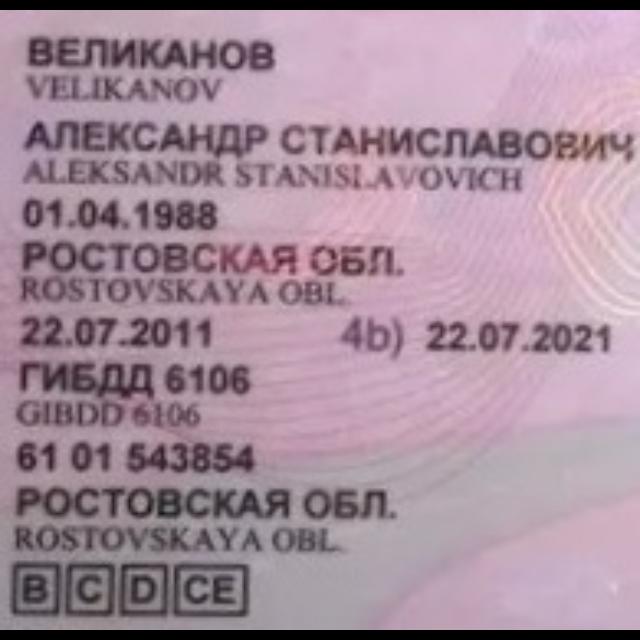 ВЕЛИКАНОВ
VELIKANOV
АЛЕКСАНДР СТАНИСЛАВОВИЧ
ALEKSANDR STANISLAVOVICH
01.04.1988
РОСТОВСКАЯ ОБЛ.
ROSTOVSKAYA OBL.
22.07.2011 4b) 22.07.2021
ГИБДД 6106
GIBDD 6106
61 01 543854
РОСТОВСКАЯ ОБЛ.
ROSTOVSKAYA OBL.
B C D CE